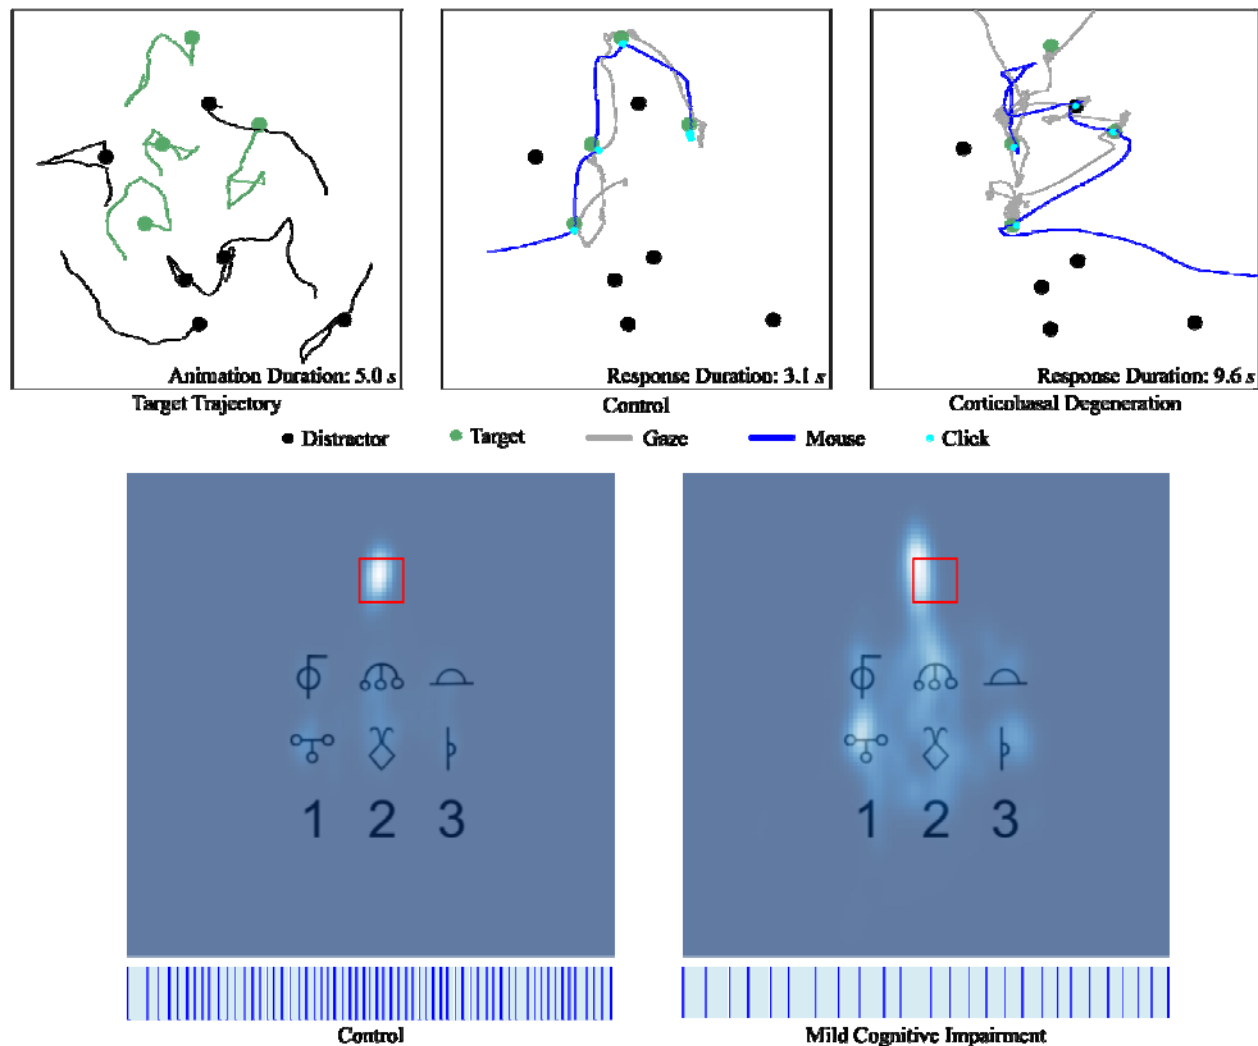 Animation Duration: 5.0 s
Response Duration: 3.1 s
Response Duration: 9.6 s
Target Trajectory
Control
Corticobasal Degeneration
Distractor
Target
Gaze
Mouse
Click
1 2 3
1 2 3
Control
Mild Cognitive Impairment